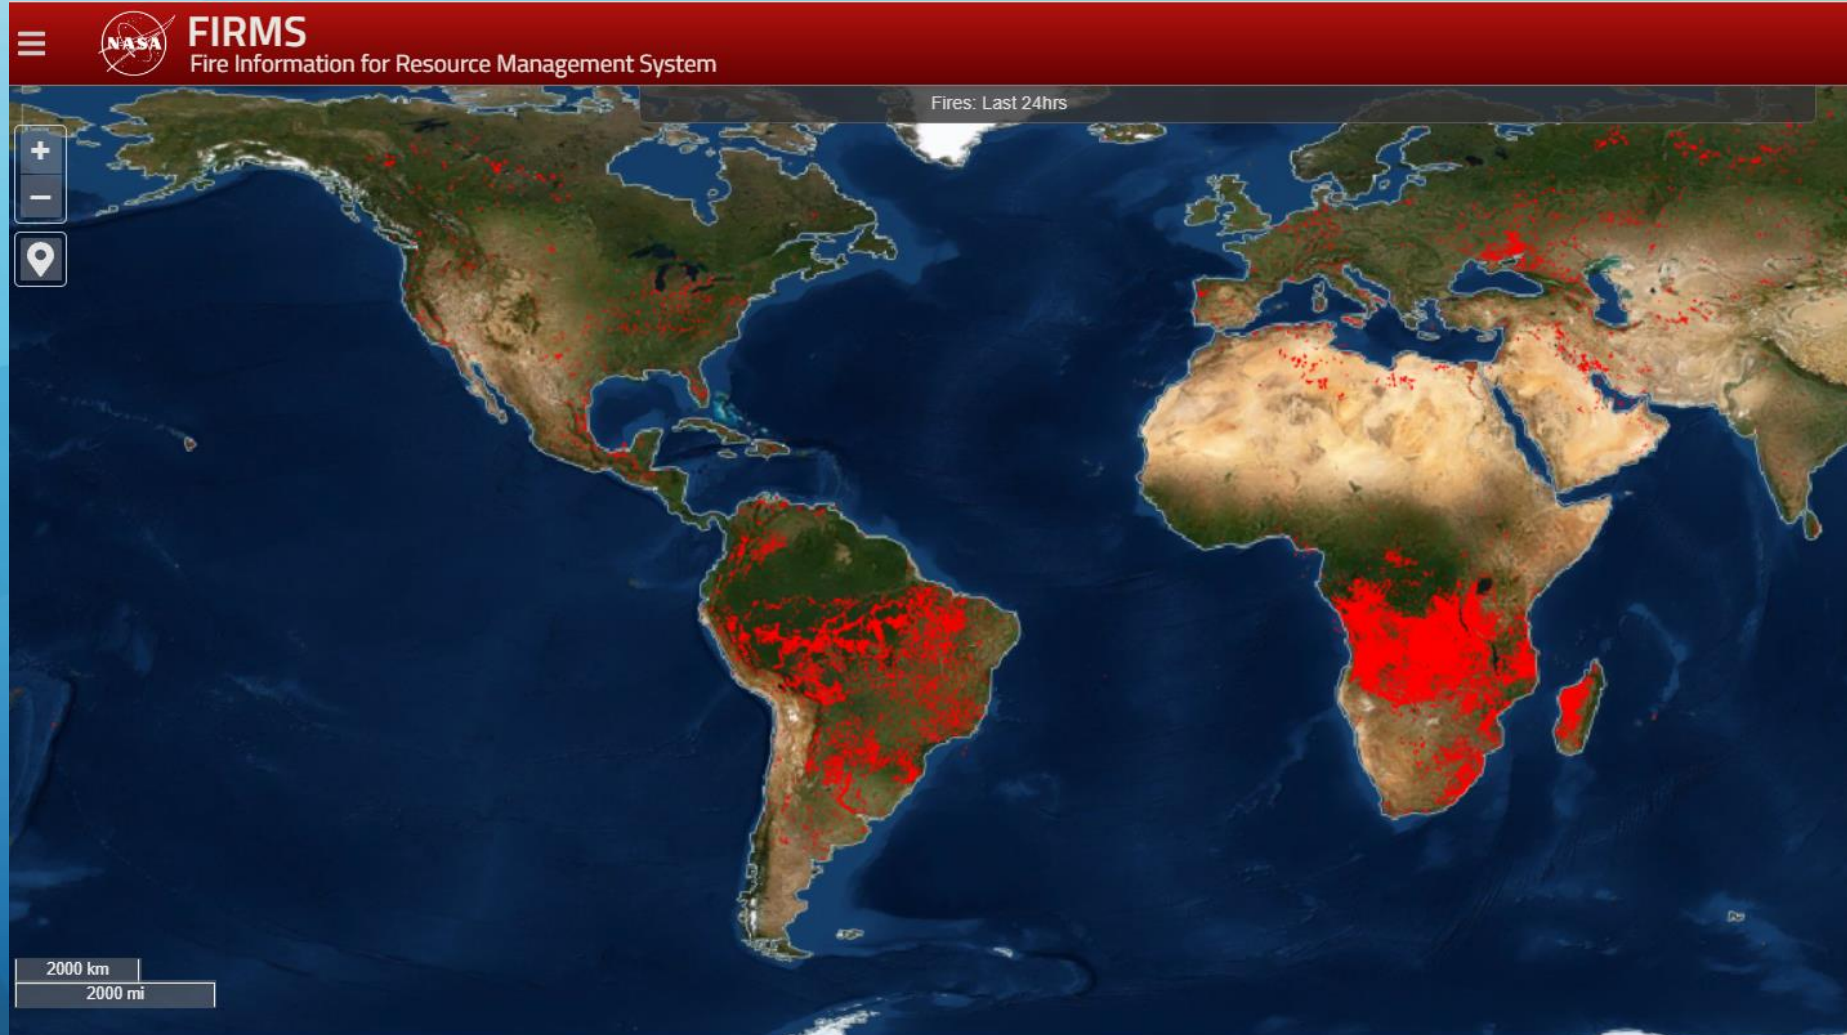 NASA
FIRMS
Fire Information for Resource Management System
Fires: Last 24hrs
+
−
2000 km
2000 mi